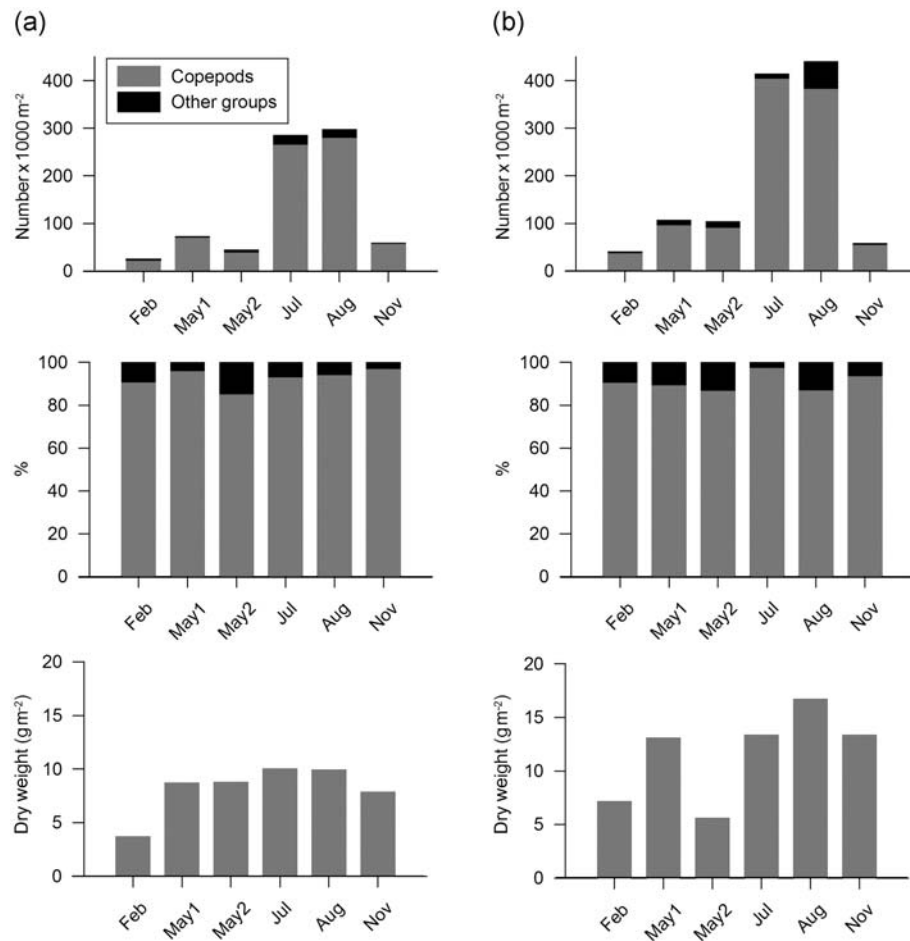 (a)
Copepods
Other groups
Number x 1000 m⁻²
400
300
200
100
0
Feb
May1
May2
Jul
Aug
Nov
%
100
80
60
40
20
0
Feb
May1
May2
Jul
Aug
Nov
Dry weight (gm⁻²)
20
15
10
5
0
Feb
May1
May2
Jul
Aug
Nov
(b)
Number x 1000 m⁻²
400
300
200
100
0
Feb
May1
May2
Jul
Aug
Nov
%
100
80
60
40
20
0
Feb
May1
May2
Jul
Aug
Nov
Dry weight (gm⁻²)
20
15
10
5
0
Feb
May1
May2
Jul
Aug
Nov